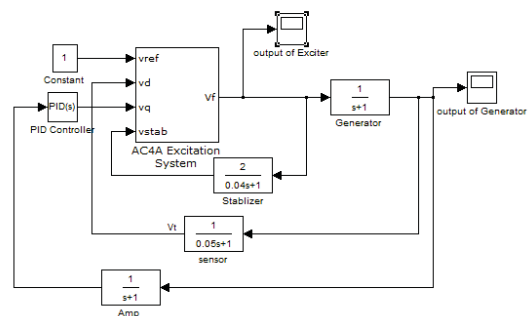 output of Exciter
1
Constant
vref
vd
vq
vstab
Vf
AC4A Excitation
System
PID(s)
PID Controller
1
s+1
Generator
output of Generator
2
0.04s+1
Stablizer
Vt
1
0.05s+1
sensor
1
s+1
Amp